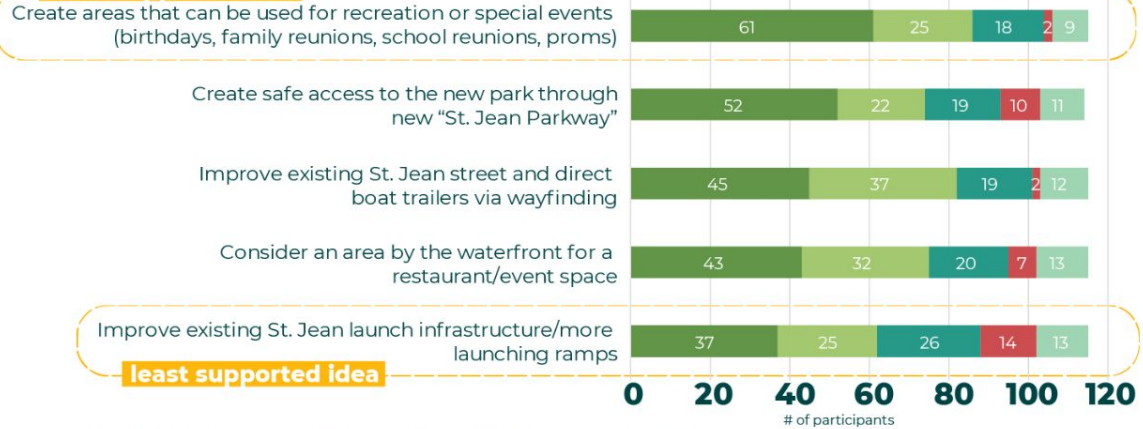 Create areas that can be used for recreation or special events
(birthdays, family reunions, school reunions, proms)
61 25 18 2 9
Create safe access to the new park through
new “St. Jean Parkway”
52 22 19 10 11
Improve existing St. Jean street and direct
boat trailers via wayfinding
45 37 19 2 12
Consider an area by the waterfront for a
restaurant/event space
43 32 20 7 13
Improve existing St. Jean launch infrastructure/more
launching ramps
37 25 26 14 13
least supported idea
0 20 40 60 80 100 120
# of participants